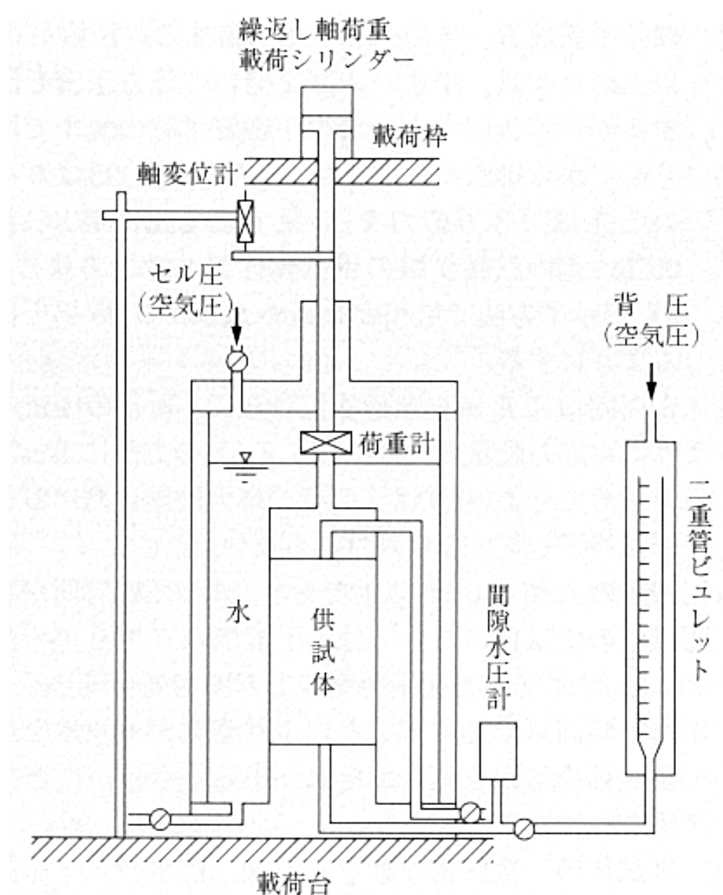 繰返し軸荷重
載荷シリンダー
載荷枠
軸変位計
セル圧
(空気圧)
背 圧
(空気圧)
荷重計
二重管ビュレット
水
供試体
間隙水圧計
載荷台